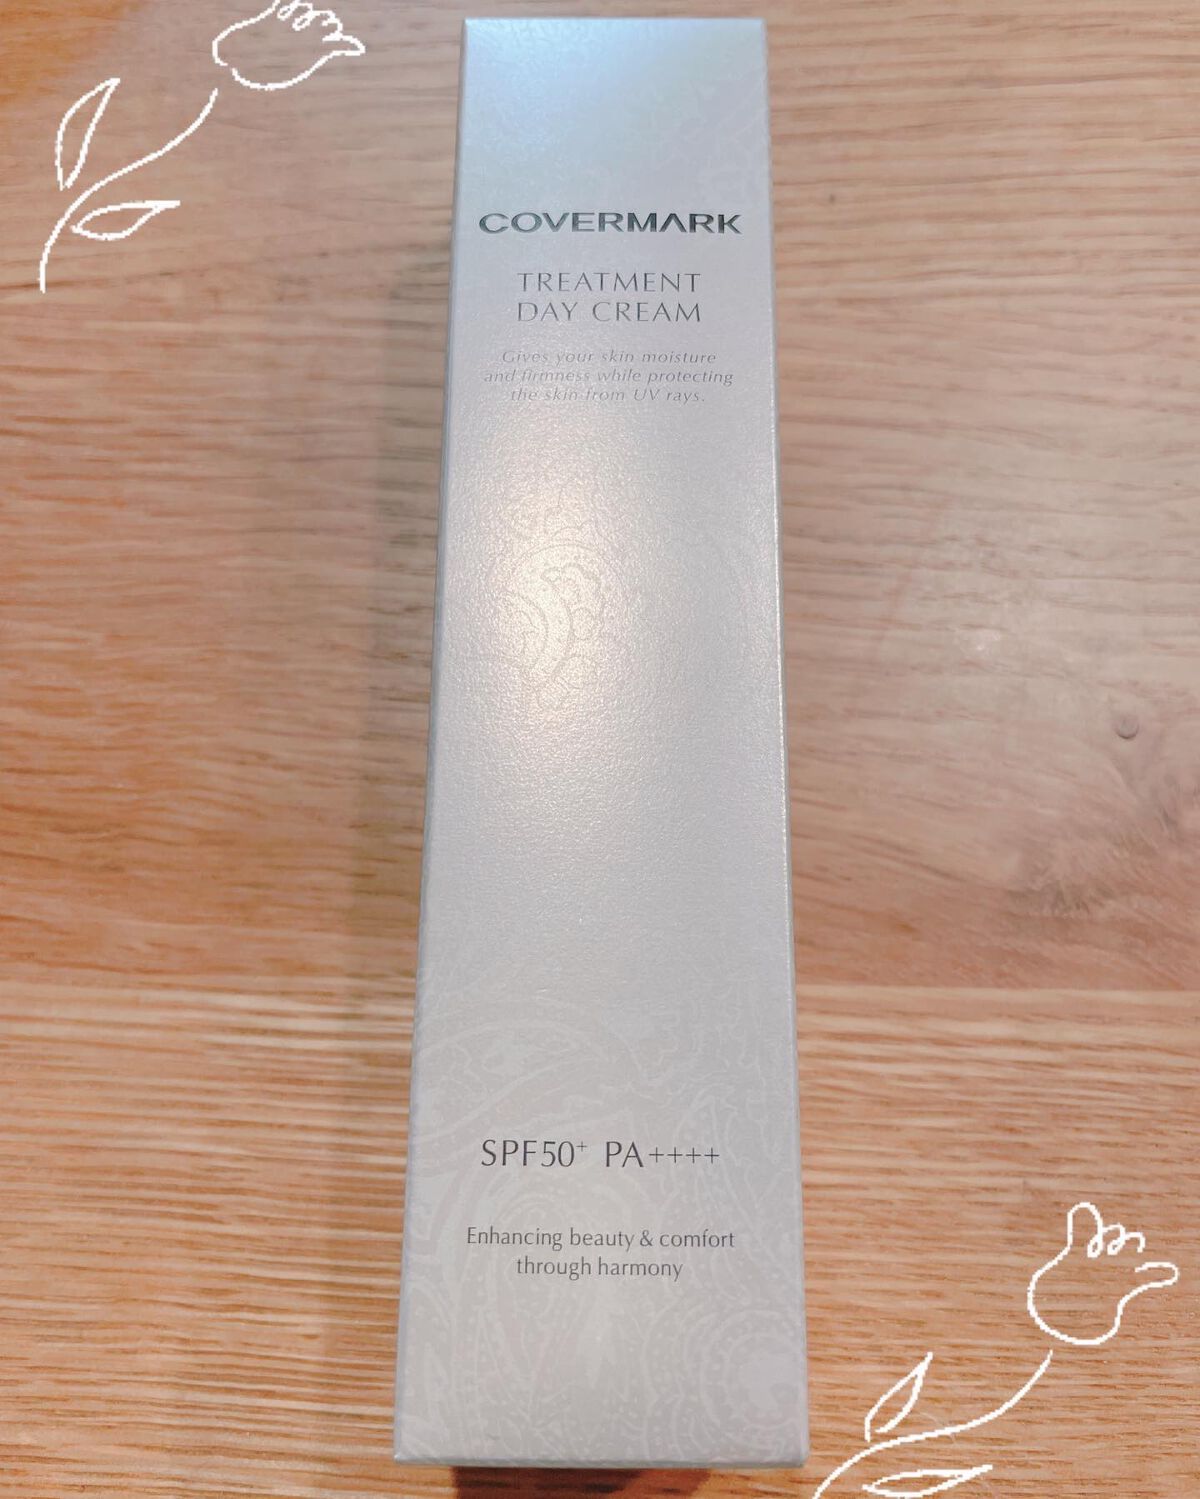 COVERMARK
TREATMENT
DAY CREAM
Gives your skin moisture
and firmness while protecting
the skin from UV rays.
SPF50+ PA++++
Enhancing beauty & comfort
through harmony